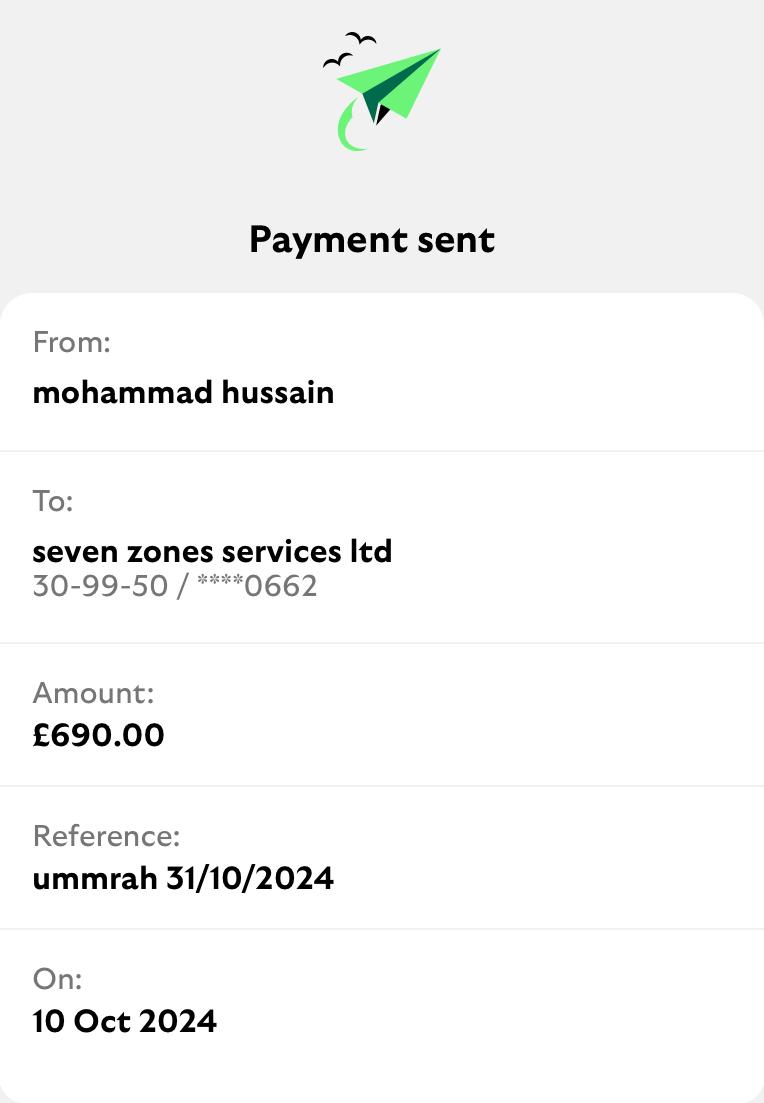 Payment sent
From:
mohammad hussain
To:
seven zones services ltd
30-99-50 / ****0662
Amount:
£690.00
Reference:
ummrah 31/10/2024
On:
10 Oct 2024